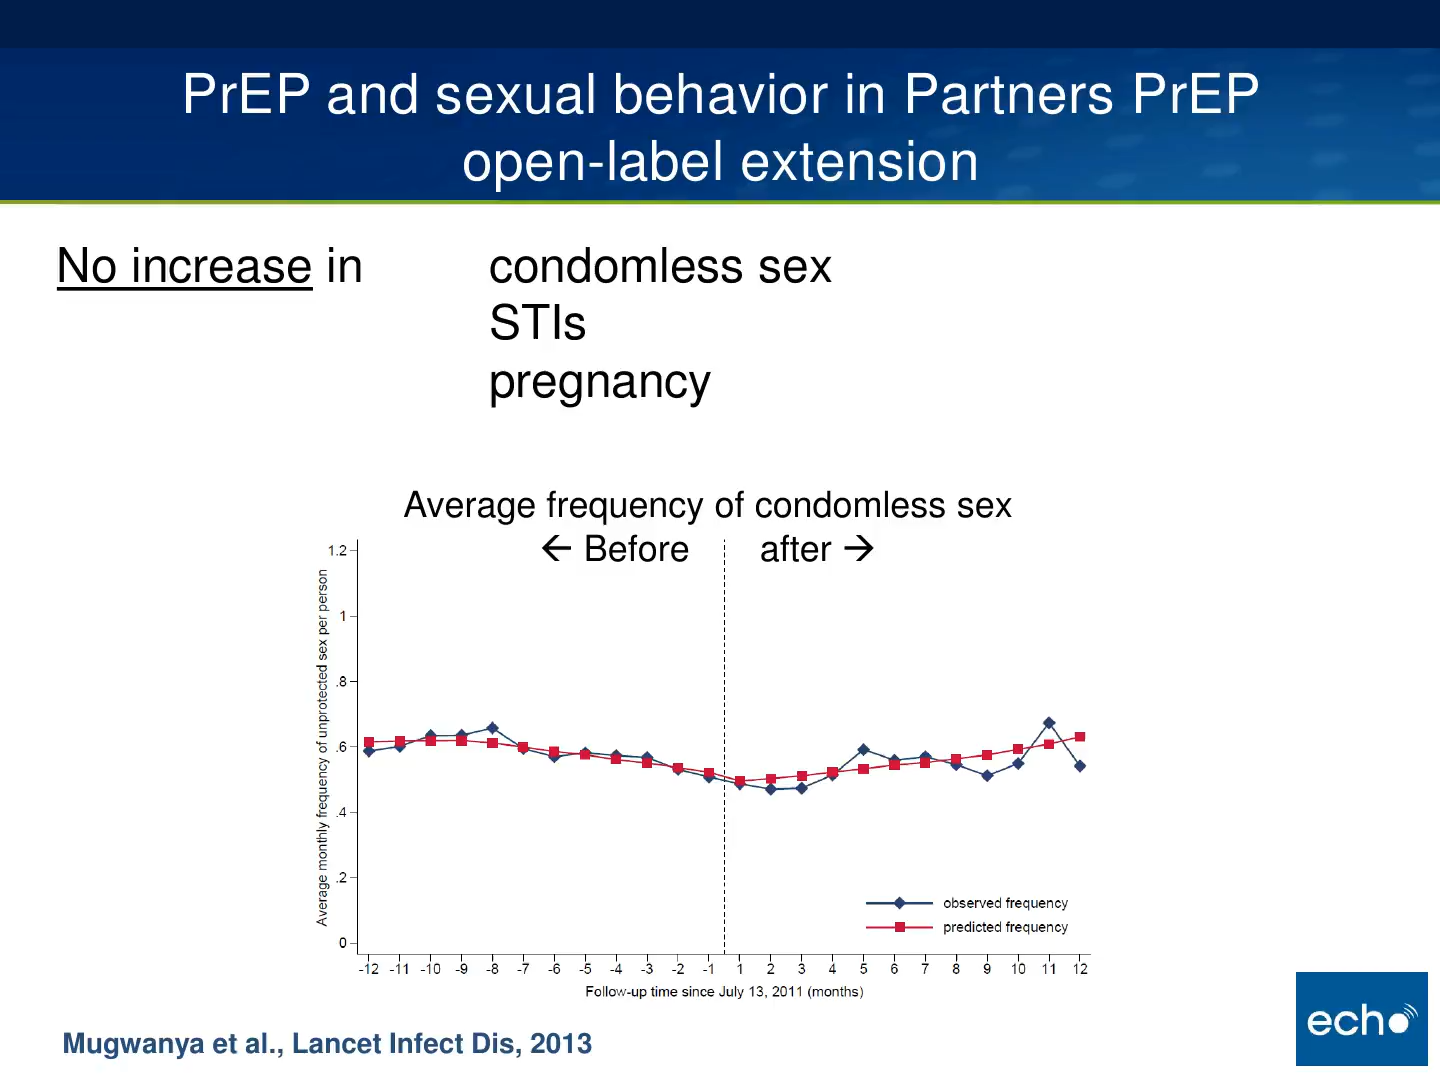 PrEP and sexual behavior in Partners PrEP
open-label extension
No increase in condomless sex
STIs
pregnancy
Average frequency of condomless sex
← Before after →
Average monthly frequency of unprotected sex per person
1.2
1
.8
.6
.4
.2
0
observed frequency
predicted frequency
-12 -11 -10 -9 -8 -7 -6 -5 -4 -3 -2 -1 1 2 3 4 5 6 7 8 9 10 11 12
Follow-up time since July 13, 2011 (months)
echo
Mugwanya et al., Lancet Infect Dis, 2013